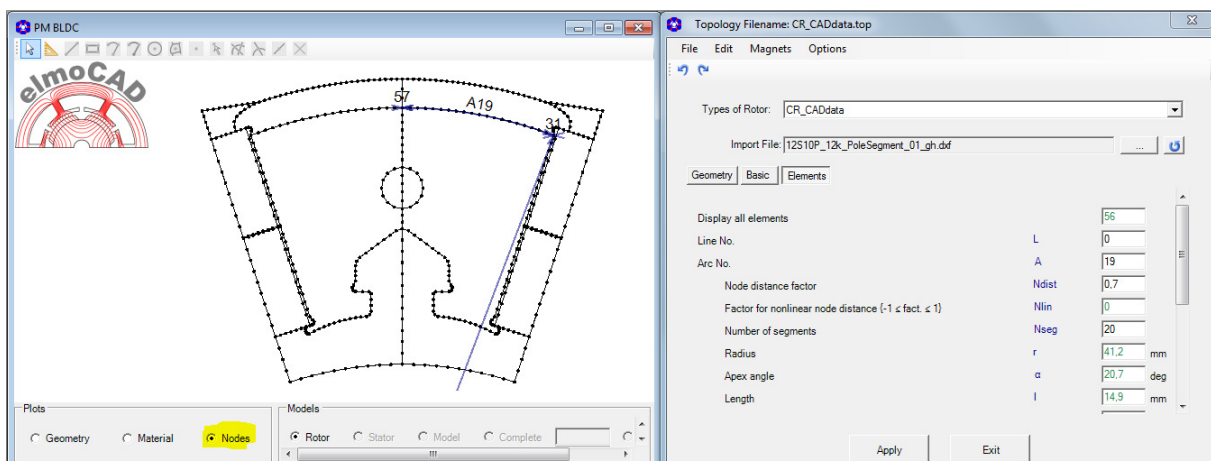 PM BLDC
elmoCAD
57
A19
31
Plots
Geometry
Material
Nodes
Models
Rotor
Stator
Model
Complete
Topology Filename: CR_CADdata.top
File Edit Magnets Options
Types of Rotor: CR_CADdata
Import File: 12S10P_12k_PoleSegment_01_gh.dxf ...
Geometry Basic Elements
Display all elements 56
Line No. L 0
Arc No. A 19
Node distance factor Ndist 0,7
Factor for nonlinear node distance {-1 ≤ fact. ≤ 1} Nlin 0
Number of segments Nseg 20
Radius r 41,2 mm
Apex angle α 20,7 deg
Length l 14,9 mm
Apply Exit